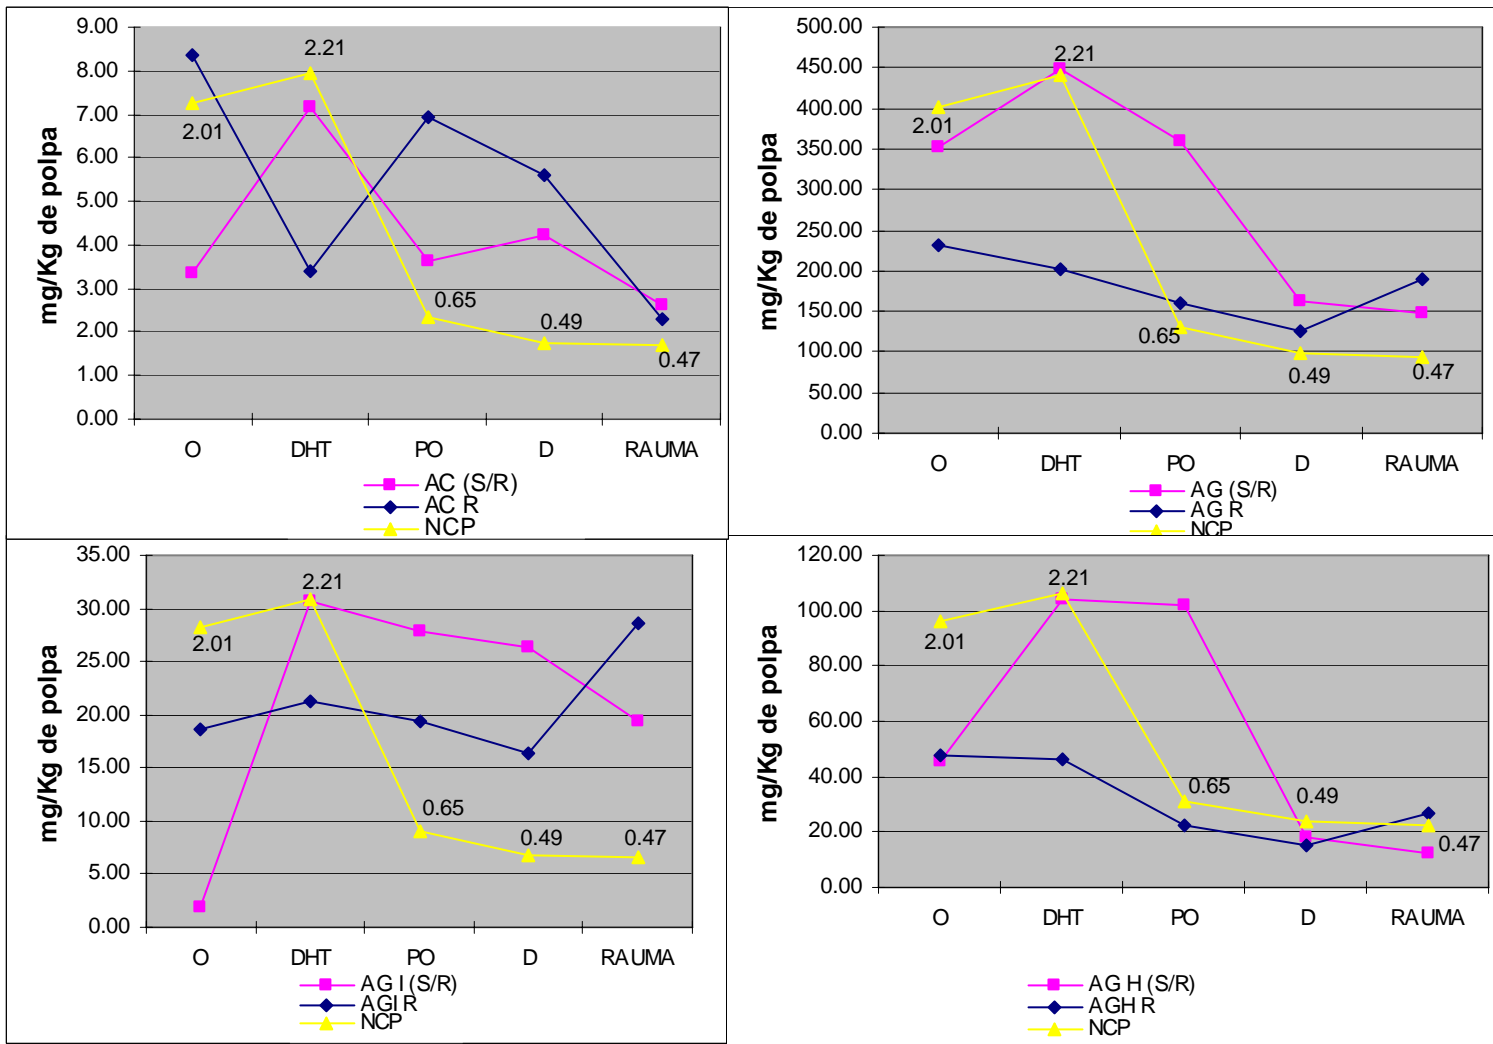 mg/Kg de polpa
9.00
8.00
7.00
6.00
5.00
4.00
3.00
2.00
1.00
0.00
2.01
2.21
0.65
0.49
0.47
O DHT PO D RAUMA
AC (S/R)
AC R
NCP
mg/Kg de polpa
500.00
450.00
400.00
350.00
300.00
250.00
200.00
150.00
100.00
50.00
0.00
2.01
2.21
0.65
0.49
0.47
O DHT PO D RAUMA
AG (S/R)
AG R
NCP
mg/Kg de polpa
35.00
30.00
25.00
20.00
15.00
10.00
5.00
0.00
2.01
2.21
0.65
0.49
0.47
O DHT PO D RAUMA
AG I (S/R)
AGI R
NCP
mg/Kg de polpa
120.00
100.00
80.00
60.00
40.00
20.00
0.00
2.01
2.21
0.65
0.49
0.47
O DHT PO D RAUMA
AG H (S/R)
AGH R
NCP